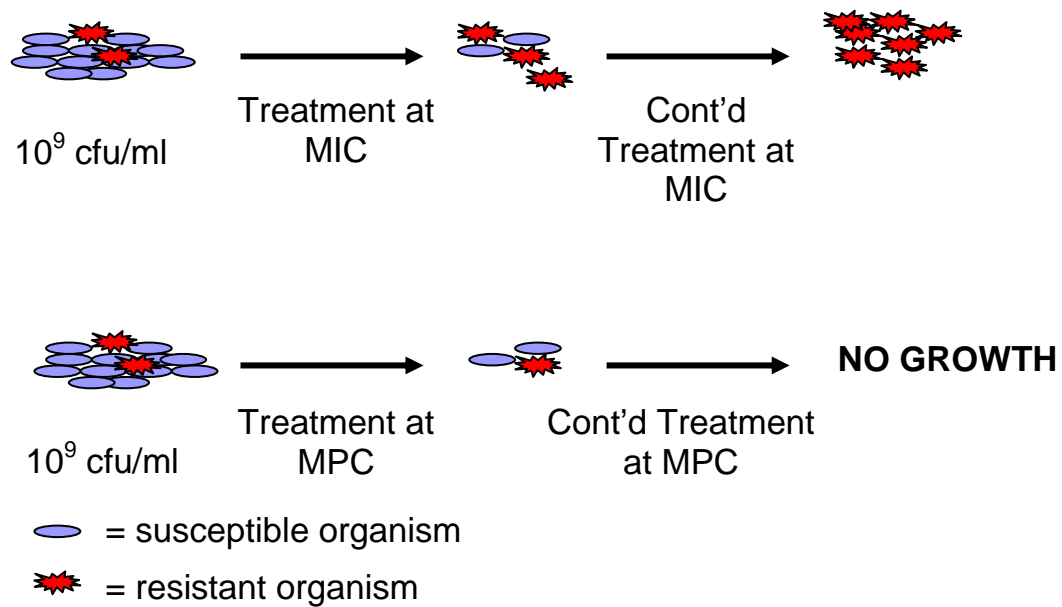 10⁹ cfu/ml
Treatment at
MIC
Cont'd
Treatment at
MIC
10⁹ cfu/ml
Treatment at
MPC
Cont'd Treatment
at MPC
NO GROWTH
= susceptible organism
= resistant organism